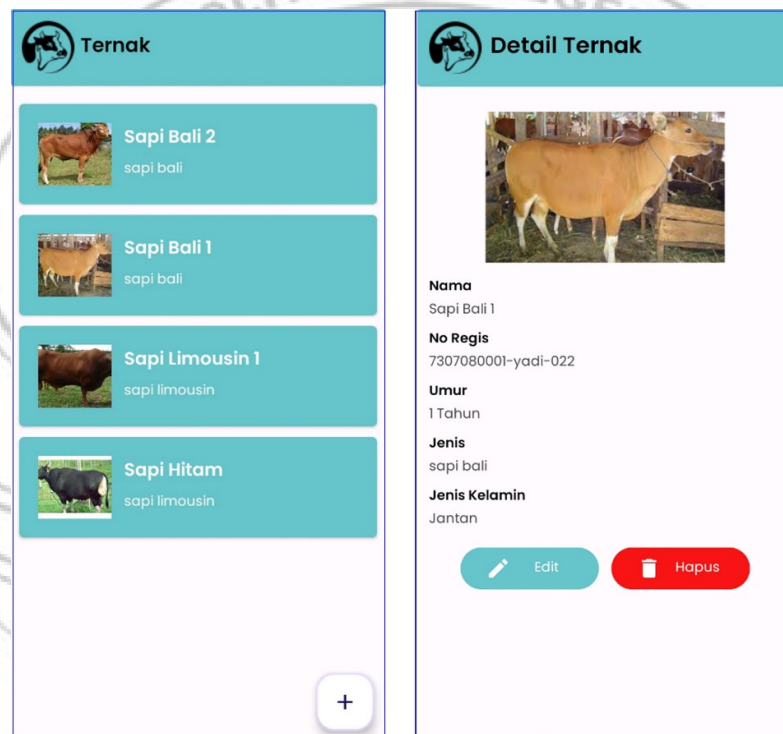 Ternak
Sapi Bali 2
sapi bali
Sapi Bali 1
sapi bali
Sapi Limousin 1
sapi limousin
Sapi Hitam
sapi limousin
+
Detail Ternak
Nama
Sapi Bali 1
No Regis
7307080001-yadi-022
Umur
1 Tahun
Jenis
sapi bali
Jenis Kelamin
Jantan
Edit
Hapus